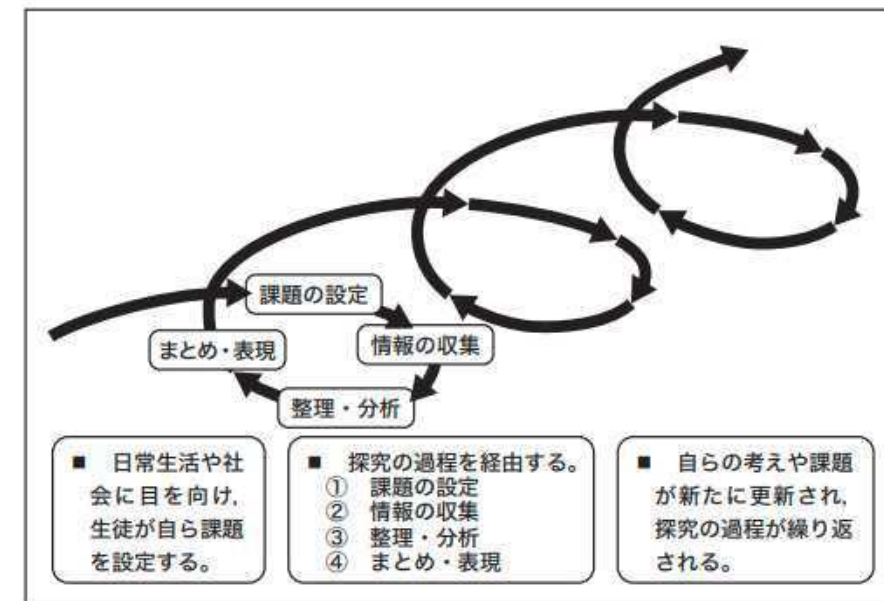 課題の設定
情報の収集
まとめ・表現
整理・分析
■ 日常生活や社
会に目を向け，
生徒が自ら課題
を設定する。
■ 探究の過程を経由する。
① 課題の設定
② 情報の収集
③ 整理・分析
④ まとめ・表現
■ 自らの考えや課題
が新たに更新され，
探究の過程が繰り返
される。